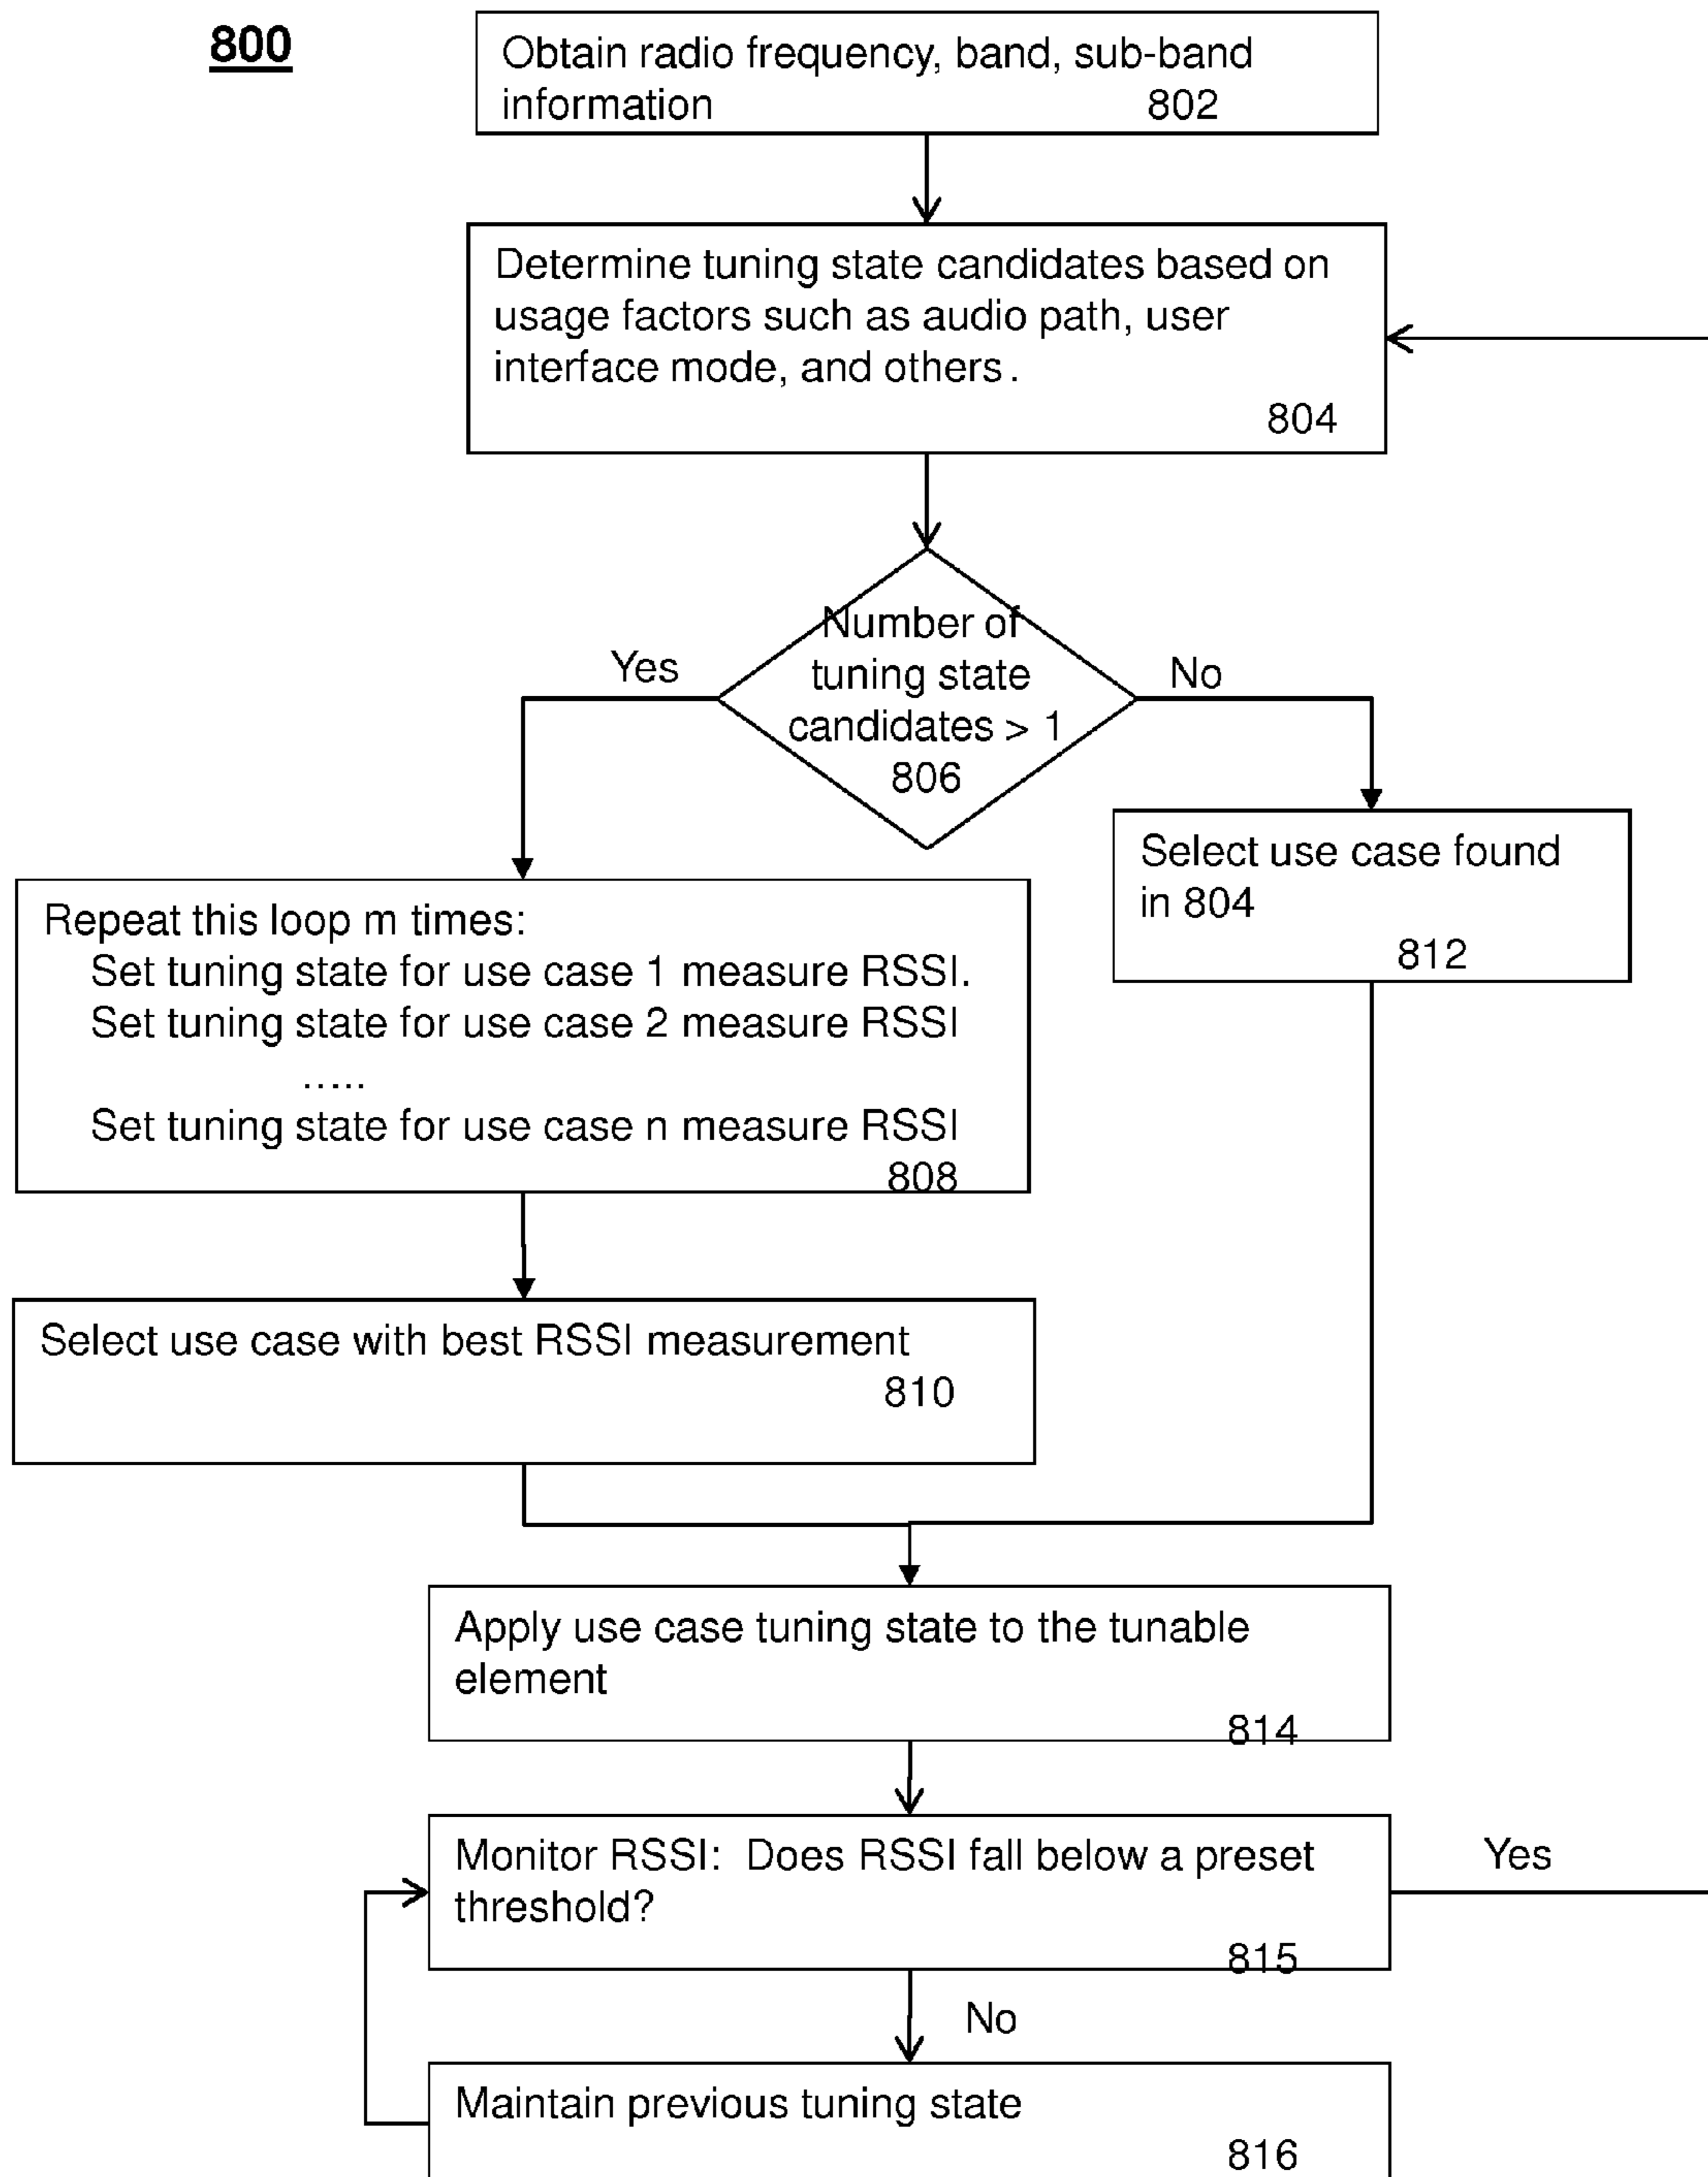 800
Obtain radio frequency, band, sub-band
information 802
Determine tuning state candidates based on
usage factors such as audio path, user
interface mode, and others.
804
Number of
tuning state
candidates > 1
806
Yes
No
Select use case found
in 804
812
Repeat this loop m times:
Set tuning state for use case 1 measure RSSI.
Set tuning state for use case 2 measure RSSI
.....
Set tuning state for use case n measure RSSI
808
Select use case with best RSSI measurement
810
Apply use case tuning state to the tunable
element
814
Monitor RSSI: Does RSSI fall below a preset
threshold?
815
Yes
No
Maintain previous tuning state
816